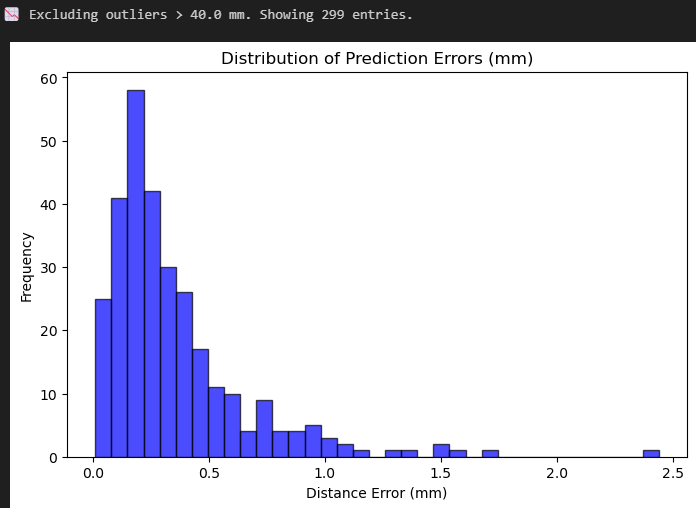 Excluding outliers > 40.0 mm. Showing 299 entries.
Distribution of Prediction Errors (mm)
60
50
40
30
20
10
0
Frequency
0.0 0.5 1.0 1.5 2.0 2.5
Distance Error (mm)